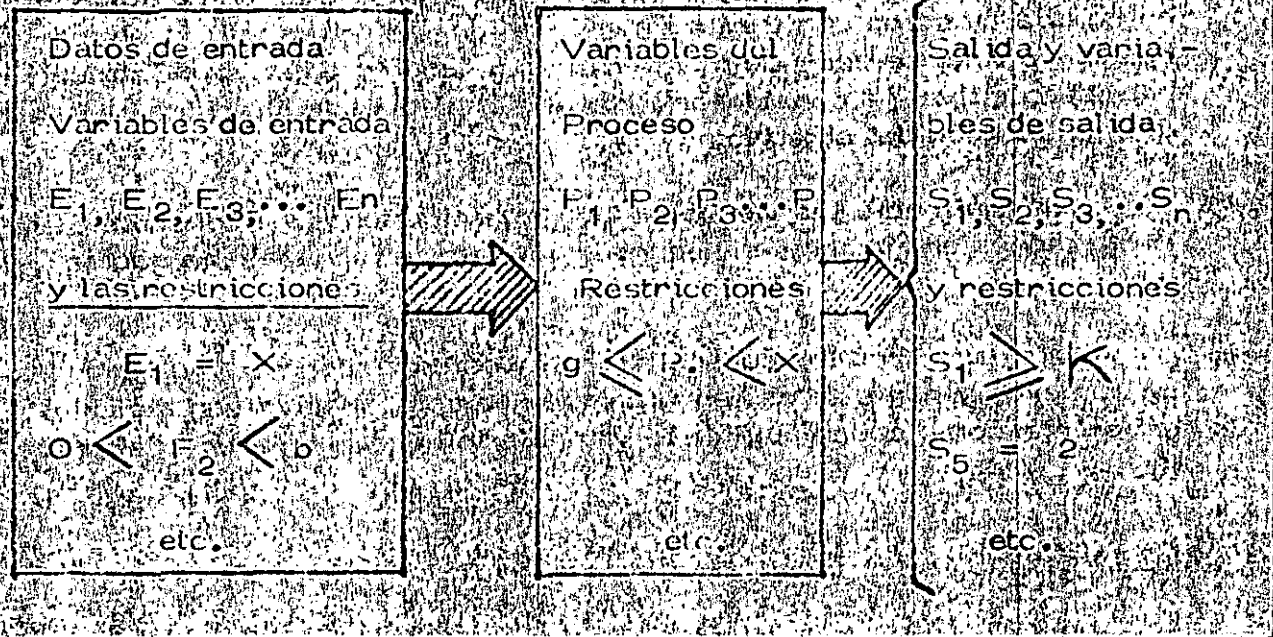 Datos de entrada
Variables de entrada
E1, E2, E3, ... En
y las restricciones
E1 = X
O < E2 < b
etc.
Variables del
Proceso
P1, P2, P3 ... P
Restricciones
g ≤ P. < X
etc.
Salida y varia-
bles de salida
S1, S2, S3, .. Sn
y restricciones
S1 ≥ K
S5 = 2
etc.